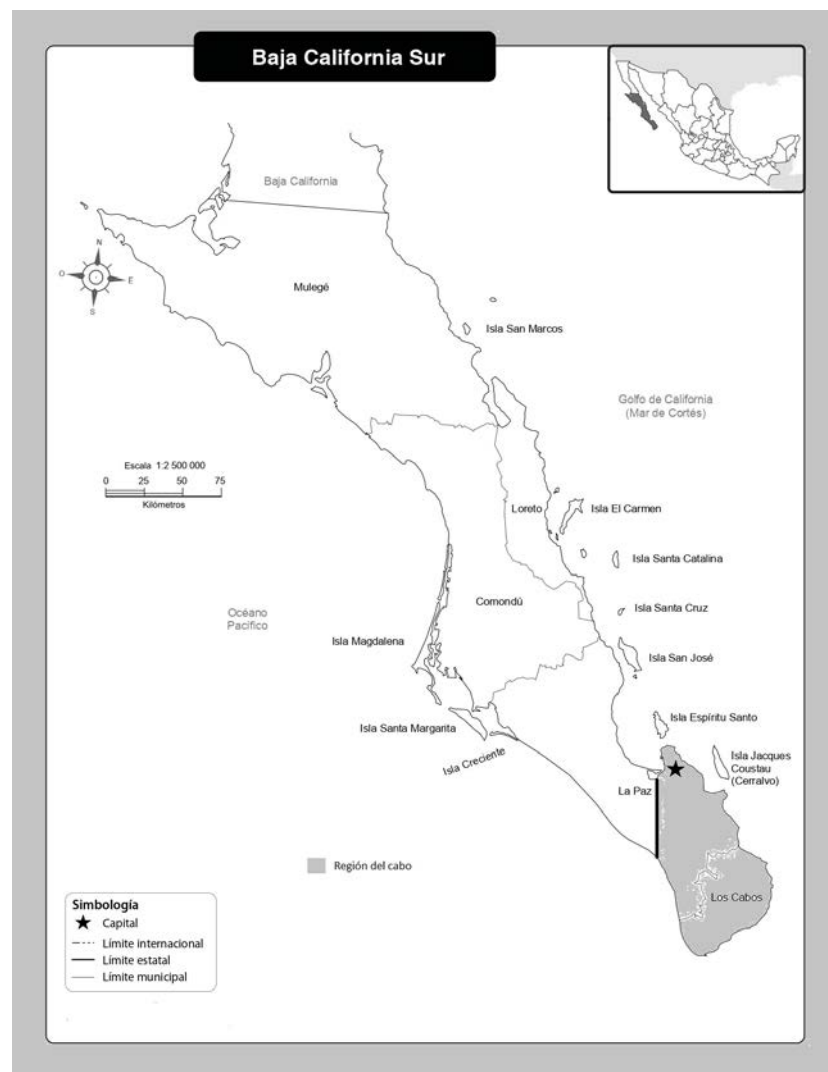 Baja California Sur
Baja California
N
O
E
S
Mulegé
Isla San Marcos
Golfo de California
(Mar de Cortés)
Escala 1:2 500 000
0 25 50 75
Kilómetros
Loreto
Isla El Carmen
Isla Santa Catalina
Comondú
Isla Santa Cruz
Océano
Pacifico
Isla Magdalena
Isla San José
Isla Santa Margarita
Isla Espíritu Santo
Isla Creciente
Isla Jacques
Coustau
(Cerralvo)
La Paz
Región del cabo
Los Cabos
Simbología
Capital
Límite internacional
Límite estatal
Límite municipal